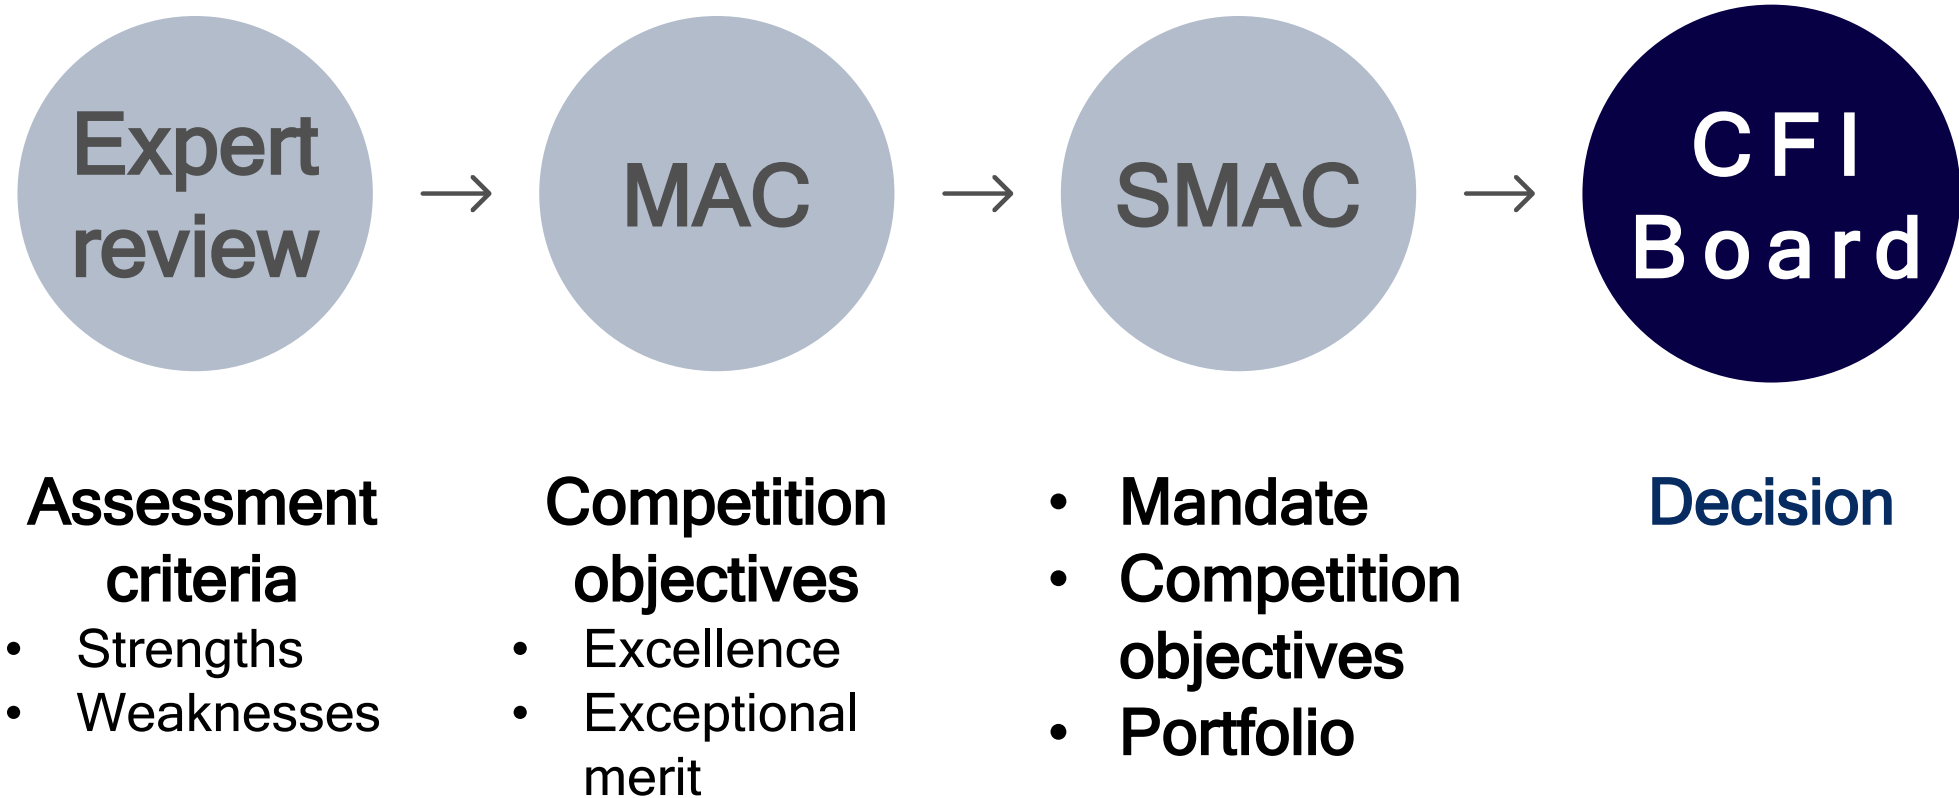 Expert
review
→
MAC
→
SMAC
→
CFI
Board
Assessment
criteria
• Strengths
• Weaknesses
Competition
objectives
• Excellence
• Exceptional
merit
• Mandate
• Competition
objectives
• Portfolio
Decision